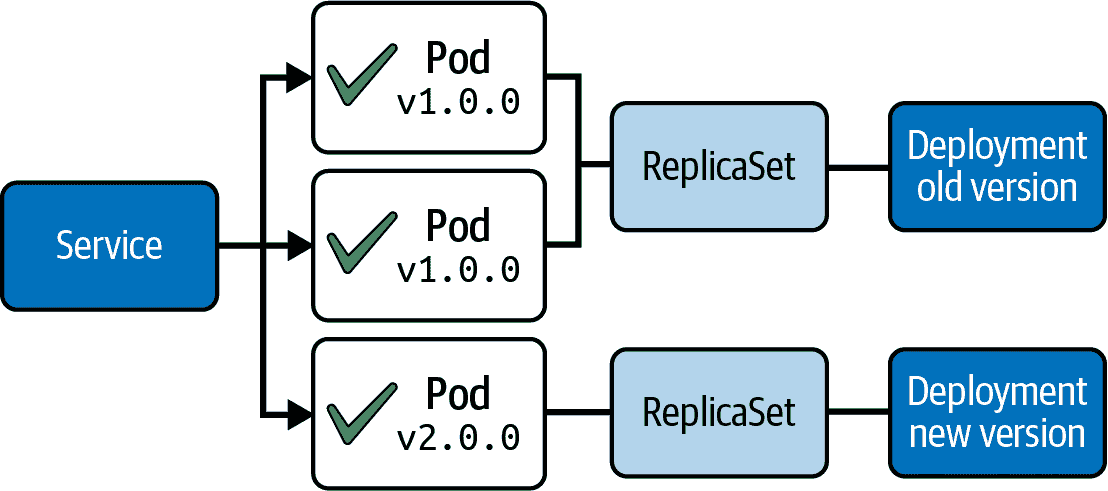 Service
Pod
v1.0.0
Pod
v1.0.0
Pod
v2.0.0
ReplicaSet
Deployment
old version
ReplicaSet
Deployment
new version